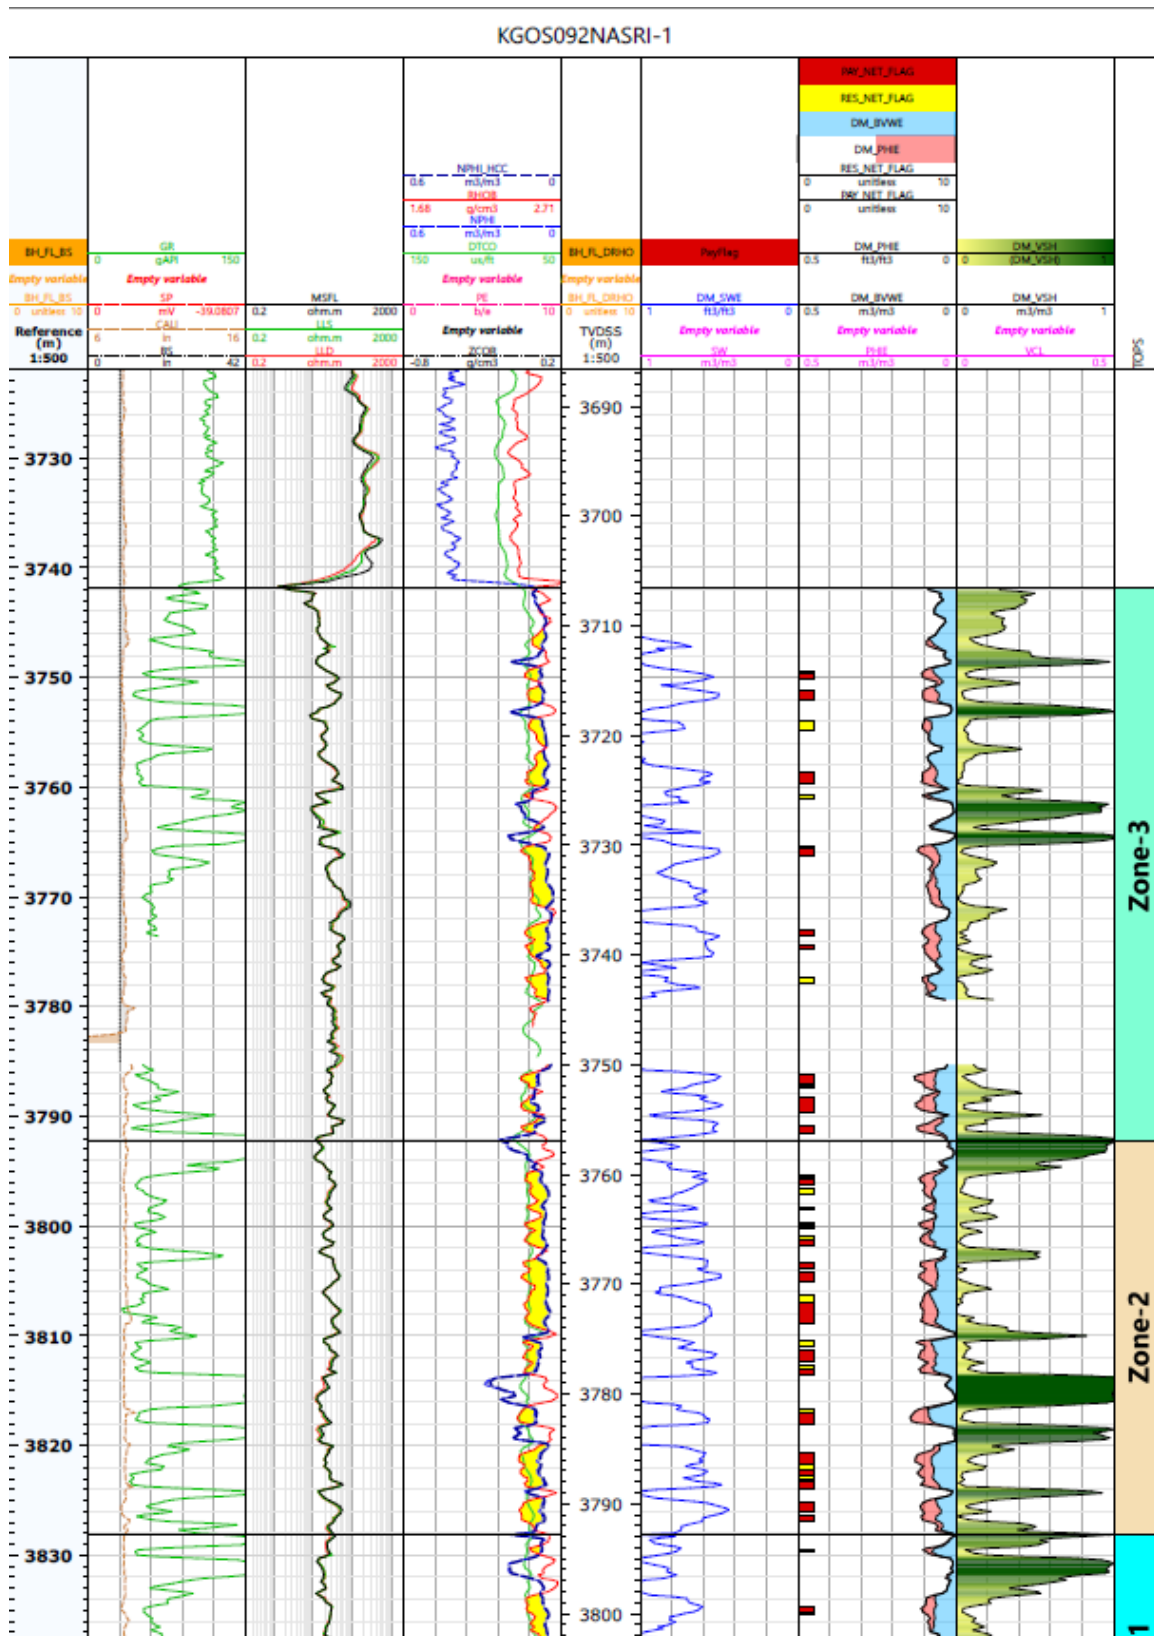 KGOS092NASRI-1
PAY_NET_FLAG
RES_NET_FLAG
DM_BVWE
DM_PHIE
NPHI_HCC RES_NET_FLAG
0.6 m3/m3 0 0 unitless 10
RHOB PAY_NET_FLAG
1.68 g/cm3 2.71 0 unitless 10
NPHI
0.6 m3/m3 0
BH_FL_BS GR DTCO BH_FL_DRHO PayFlag DM_PHIE DM_VSH
0 gAPI 150 150 us/ft 50 0.5 ft3/ft3 0 0 (DM_VSH) 1
Empty variable Empty variable Empty variable Empty variable
BH_FL_BS SP MSFL PE BH_FL_DRHO DM_SWE DM_BVWE DM_VSH
0 unitless 10 0 mV -39.0807 0.2 ohm.m 2000 0 b/e 10 0 unitless 10 1 ft3/ft3 0 0.5 m3/m3 0 0 m3/m3 1
Reference CALI LLS Empty variable TVDSS Empty variable Empty variable Empty variable
(m) 6 in 16 0.2 ohm.m 2000 (m)
BS LLD ZCOR SW PHIE VCL
1:500 0 in 42 0.2 ohm.m 2000 -0.8 g/cm3 0.2 1:500 1 m3/m3 0 0.5 m3/m3 0 0 m3/m3 0.5
TOPS
3690
3730
3700
3740
3710
3750
3720
3760
3730
3770
3740
3780
3750
3790
3760
3800
3770
3810
3780
3820
3790
3830
3800
Zone-3
Zone-2
1